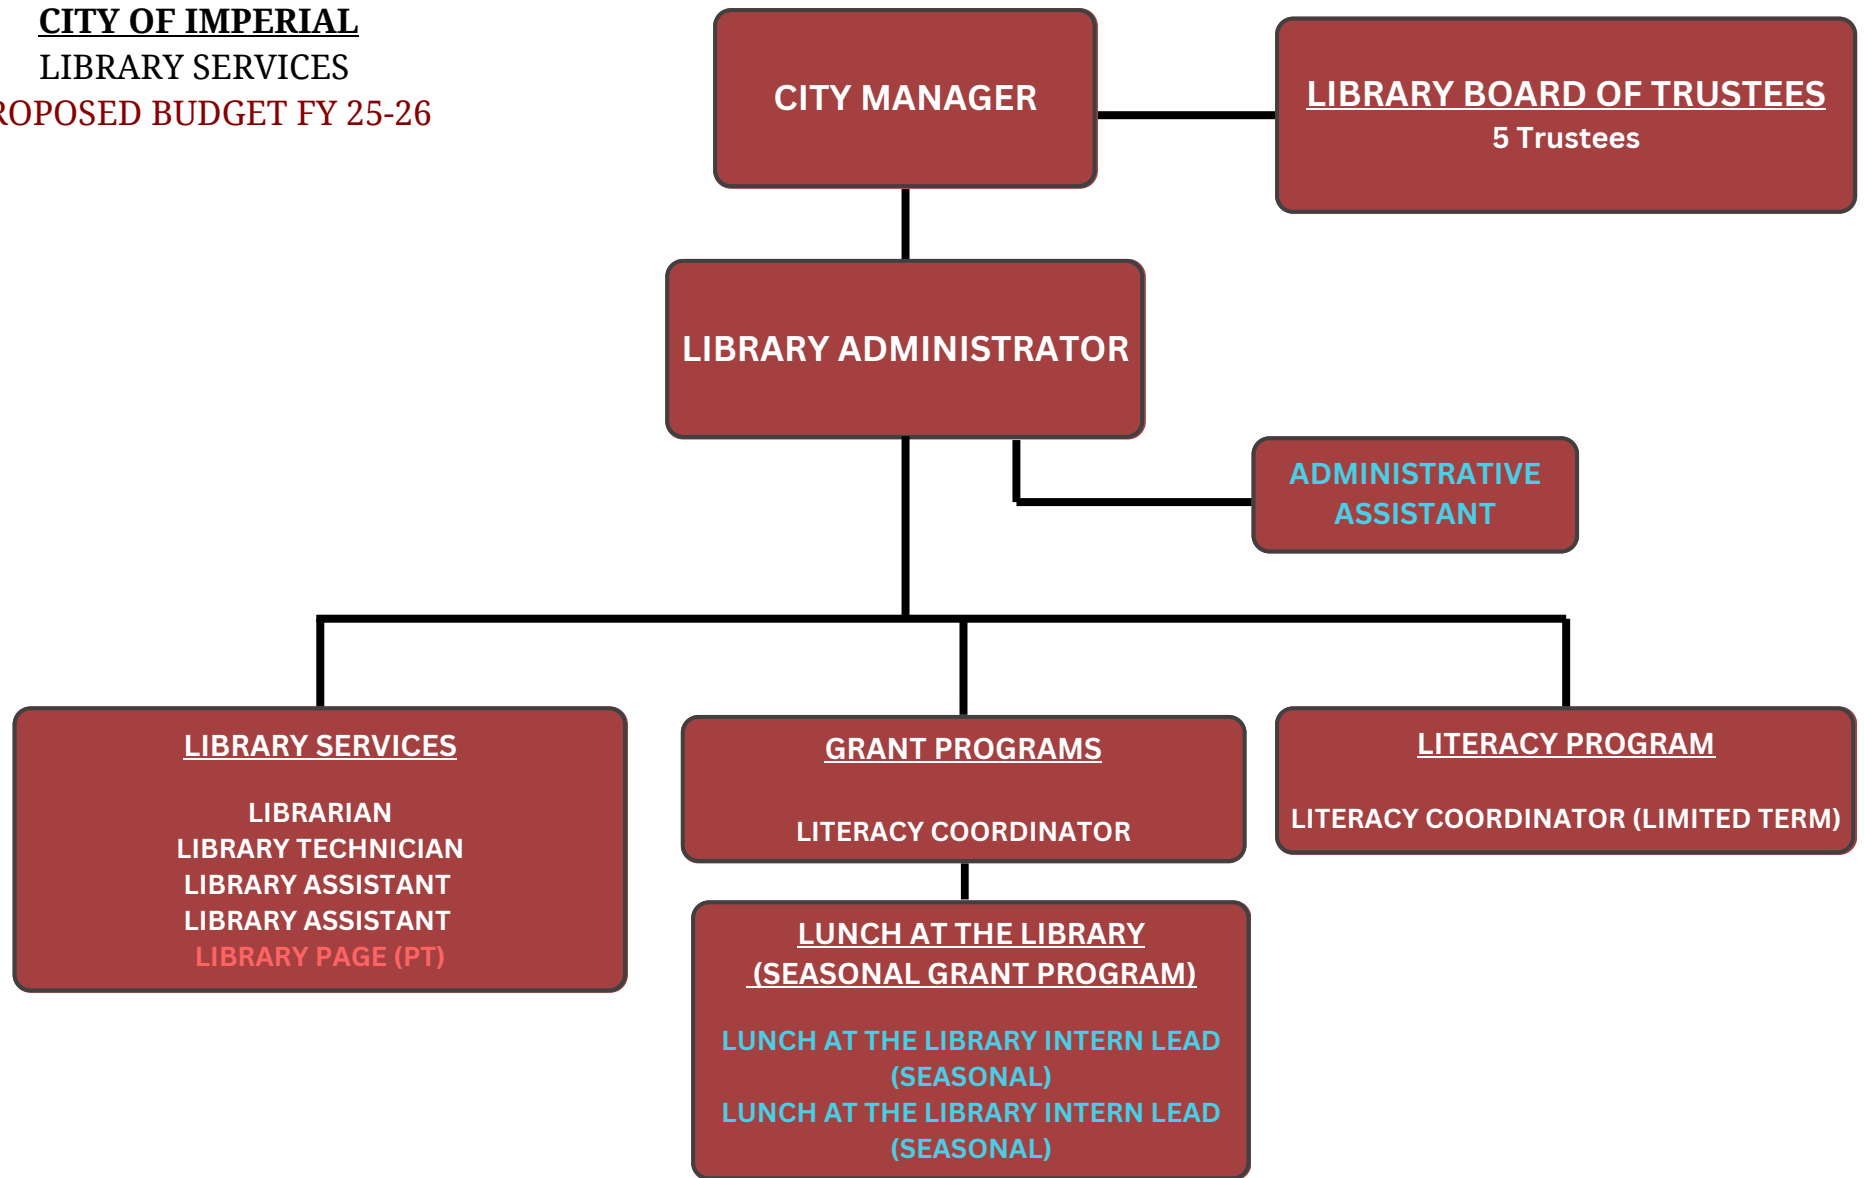 CITY OF IMPERIAL
LIBRARY SERVICES
ROPOSED BUDGET FY 25-26
CITY MANAGER
LIBRARY BOARD OF TRUSTEES
5 Trustees
LIBRARY ADMINISTRATOR
ADMINISTRATIVE
ASSISTANT
LIBRARY SERVICES
LIBRARIAN
LIBRARY TECHNICIAN
LIBRARY ASSISTANT
LIBRARY ASSISTANT
LIBRARY PAGE (PT)
GRANT PROGRAMS
LITERACY COORDINATOR
LUNCH AT THE LIBRARY
(SEASONAL GRANT PROGRAM)
LUNCH AT THE LIBRARY INTERN LEAD
(SEASONAL)
LUNCH AT THE LIBRARY INTERN LEAD
(SEASONAL)
LITERACY PROGRAM
LITERACY COORDINATOR (LIMITED TERM)